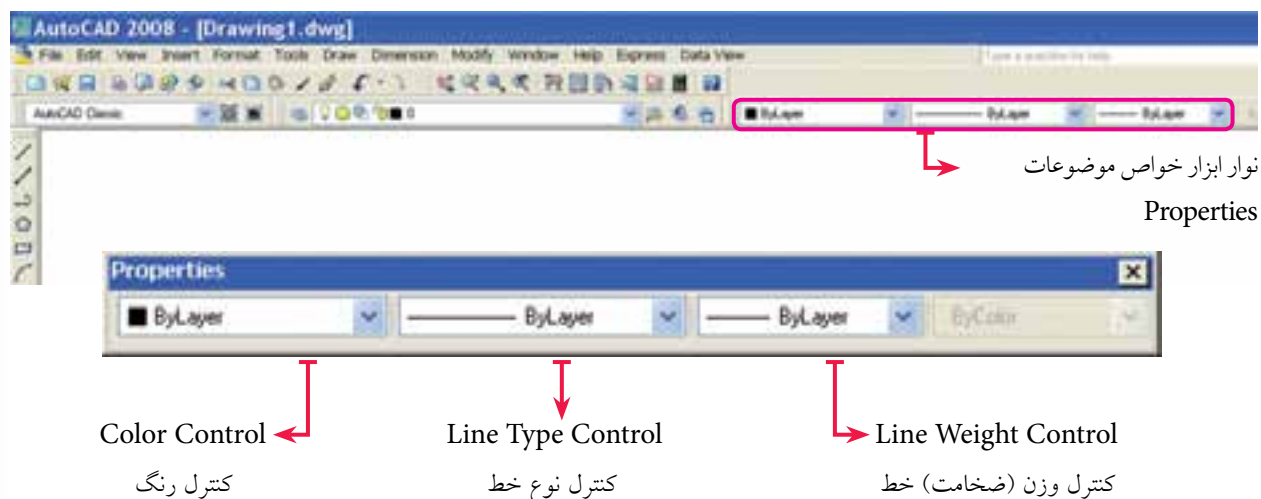 AutoCAD 2008 - [Drawing1.dwg]
File Edit View Insert Format Tools Draw Dimension Modify Window Help Express Data View
AutoCAD Classic 0 ByLayer ByLayer ByLayer
نوار ابزار خواص موضوعات
Properties
Properties
ByLayer ByLayer ByLayer ByColor
Color Control Line Type Control Line Weight Control
کنترل رنگ کنترل نوع خط کنترل وزن (ضخامت) خط